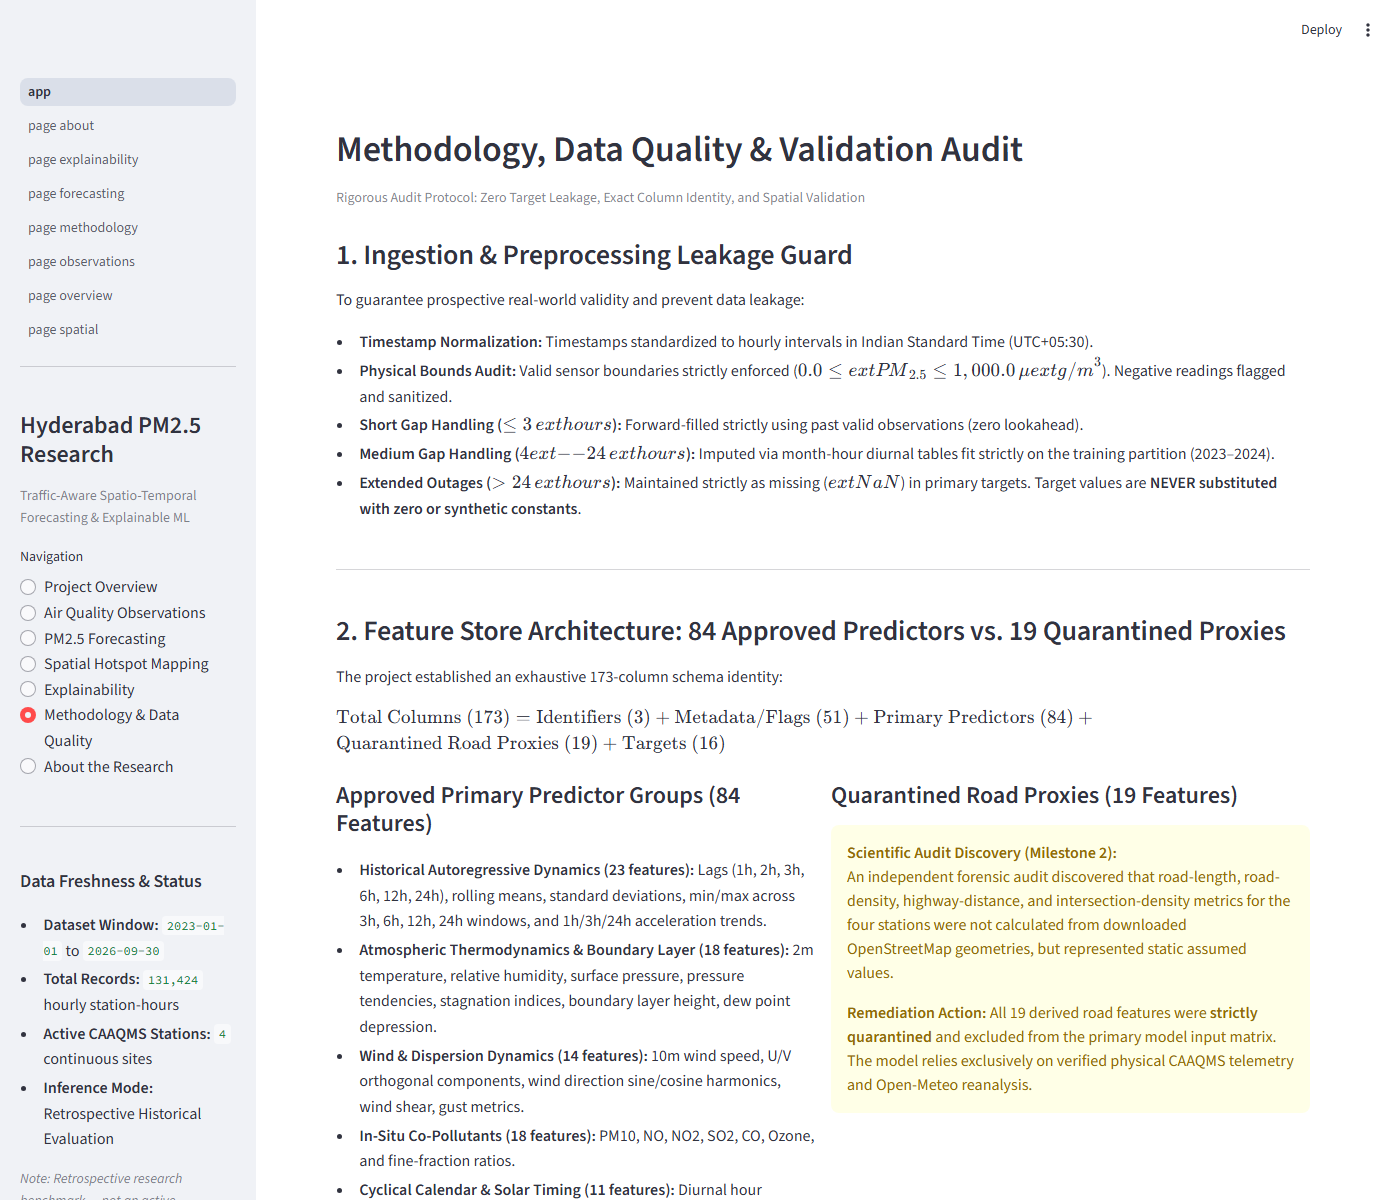 Deploy
app
page about
page explainability
page forecasting
page methodology
page observations
page overview
page spatial
Hyderabad PM2.5
Research
Traffic-Aware Spatio-Temporal
Forecasting & Explainable ML
Navigation
Project Overview
Air Quality Observations
PM2.5 Forecasting
Spatial Hotspot Mapping
Explainability
Methodology & Data
Quality
About the Research
Data Freshness & Status
• Dataset Window: 2023-01-
01 to 2026-09-30
• Total Records: 131,424
hourly station-hours
• Active CAAQMS Stations: 4
continuous sites
• Inference Mode:
Retrospective Historical
Evaluation
Note: Retrospective research
Methodology, Data Quality & Validation Audit
Rigorous Audit Protocol: Zero Target Leakage, Exact Column Identity, and Spatial Validation
1. Ingestion & Preprocessing Leakage Guard
To guarantee prospective real-world validity and prevent data leakage:
• Timestamp Normalization: Timestamps standardized to hourly intervals in Indian Standard Time (UTC+05:30).
• Physical Bounds Audit: Valid sensor boundaries strictly enforced (0.0 ≤ extPM₂.₅ ≤ 1,000.0 μextg/m³). Negative readings flagged
and sanitized.
• Short Gap Handling (≤ 3 exthours): Forward-filled strictly using past valid observations (zero lookahead).
• Medium Gap Handling (4ext−−24 exthours): Imputed via month-hour diurnal tables fit strictly on the training partition (2023–2024).
• Extended Outages (> 24 exthours): Maintained strictly as missing (extNaN) in primary targets. Target values are NEVER substituted
with zero or synthetic constants.
2. Feature Store Architecture: 84 Approved Predictors vs. 19 Quarantined Proxies
The project established an exhaustive 173-column schema identity:
Total Columns (173) = Identifiers (3) + Metadata/Flags (51) + Primary Predictors (84) +
Quarantined Road Proxies (19) + Targets (16)
Approved Primary Predictor Groups (84
Features)
• Historical Autoregressive Dynamics (23 features): Lags (1h, 2h, 3h,
6h, 12h, 24h), rolling means, standard deviations, min/max across
3h, 6h, 12h, 24h windows, and 1h/3h/24h acceleration trends.
• Atmospheric Thermodynamics & Boundary Layer (18 features): 2m
temperature, relative humidity, surface pressure, pressure
tendencies, stagnation indices, boundary layer height, dew point
depression.
• Wind & Dispersion Dynamics (14 features): 10m wind speed, U/V
orthogonal components, wind direction sine/cosine harmonics,
wind shear, gust metrics.
• In-Situ Co-Pollutants (18 features): PM10, NO, NO2, SO2, CO, Ozone,
and fine-fraction ratios.
• Cyclical Calendar & Solar Timing (11 features): Diurnal hour
Quarantined Road Proxies (19 Features)
Scientific Audit Discovery (Milestone 2):
An independent forensic audit discovered that road-length, road-
density, highway-distance, and intersection-density metrics for the
four stations were not calculated from downloaded
OpenStreetMap geometries, but represented static assumed
values.
Remediation Action: All 19 derived road features were strictly
quarantined and excluded from the primary model input matrix.
The model relies exclusively on verified physical CAAQMS telemetry
and Open-Meteo reanalysis.